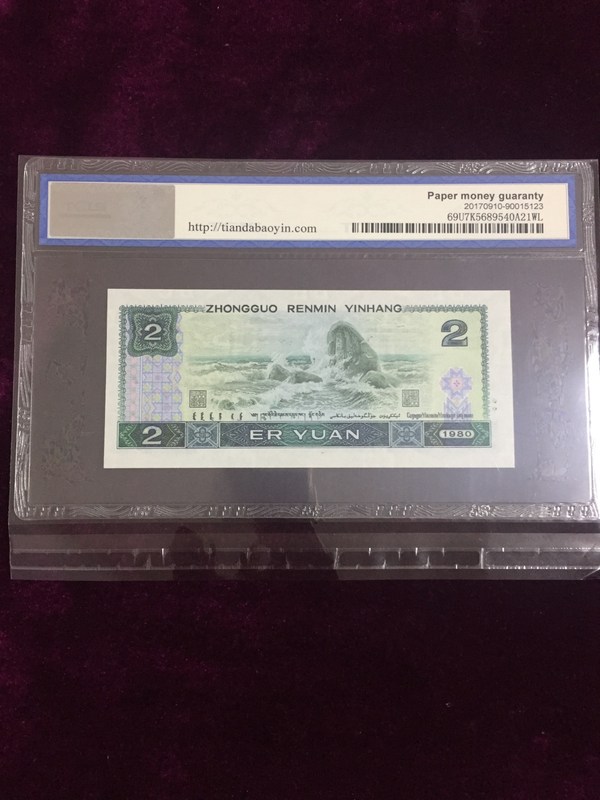 Paper money guaranty
20170910-90015123
http://tiandabaoyin.com
69U7K5689540A21WL
ZHONGGUO RENMIN YINHANG
2
2
2
ER YUAN
1980